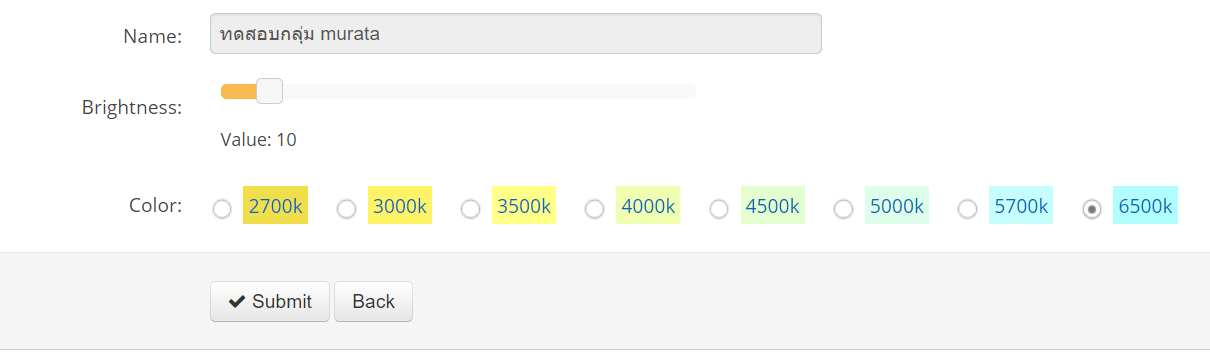 Name: ทดสอบกลุ่ม murata
Brightness:
Value: 10
Color: 2700k 3000k 3500k 4000k 4500k 5000k 5700k 6500k
Submit Back